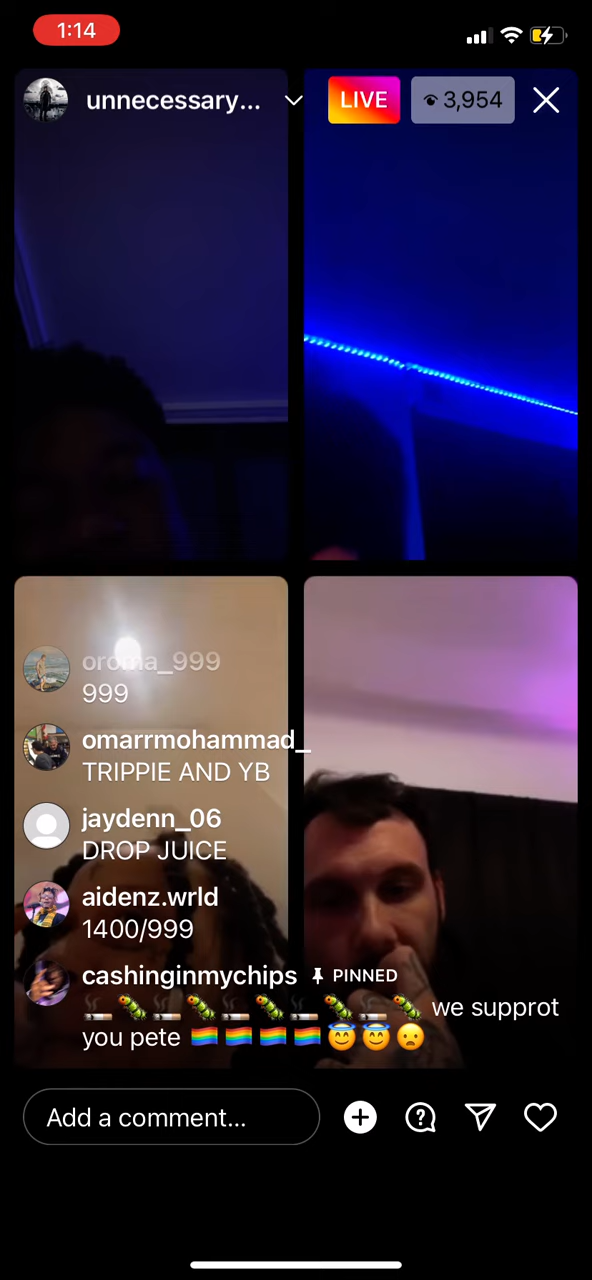 1:14
unnecessary...
LIVE
3,954
oroma_999
999
omarrmohammad_
TRIPPIE AND YB
jaydenn_06
DROP JUICE
aidenz.wrld
1400/999
cashinginmychips PINNED
🚬🐛🚬🐛🚬🐛🚬🐛🚬🐛 we supprot
you pete 🏳️‍🌈🏳️‍🌈🏳️‍🌈🏳️‍🌈😇😇😦
Add a comment...